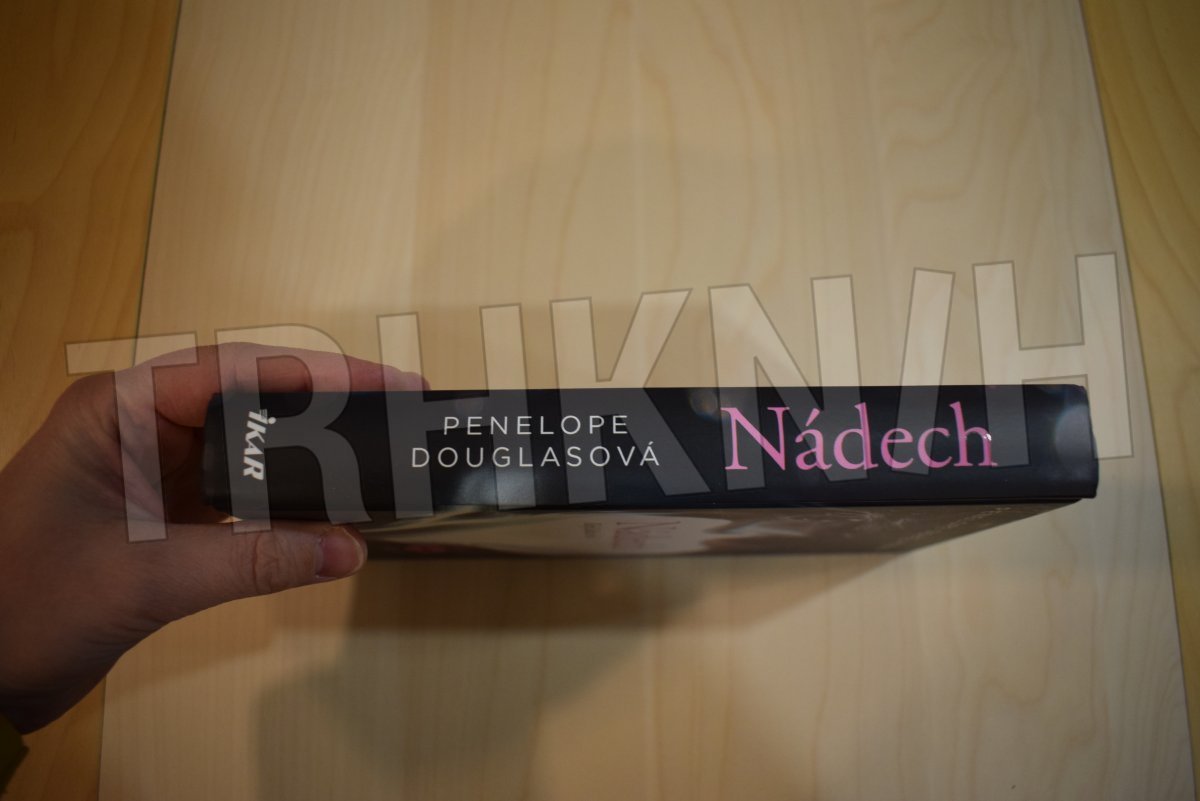 TRHKNIH
IKAR
PENELOPE
DOUGLASOVÁ
Nádech